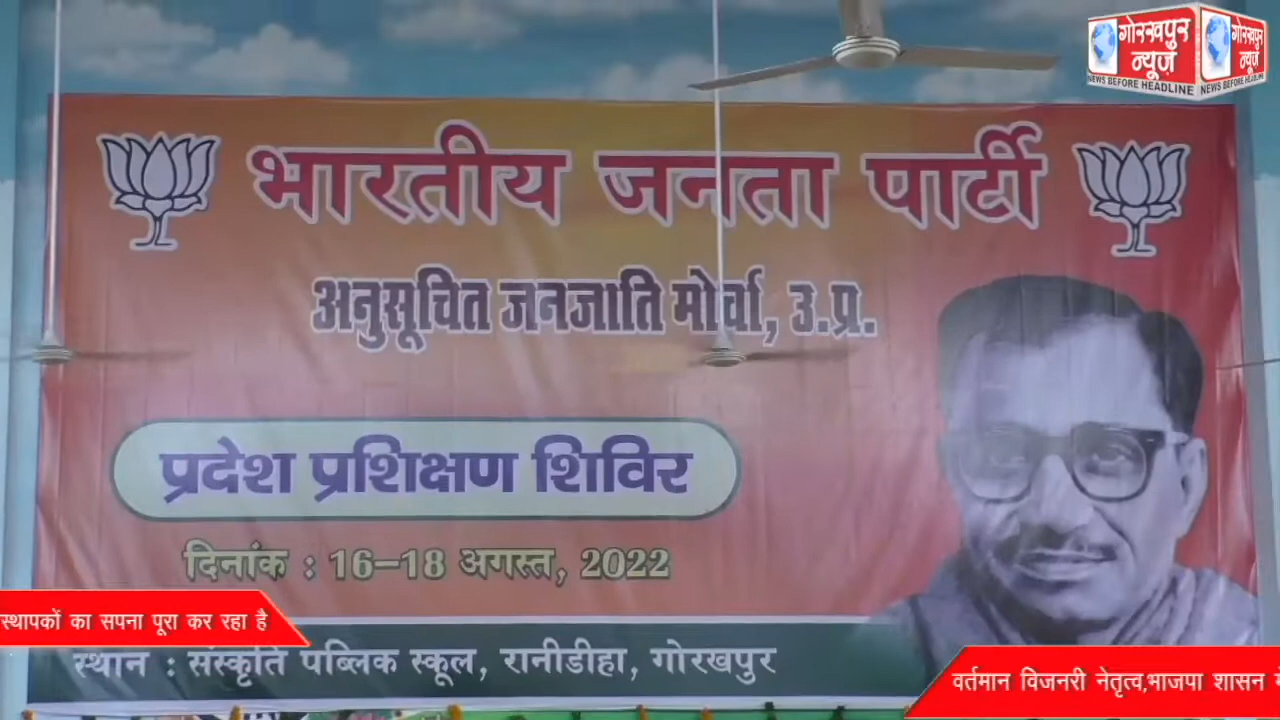 गोरखपुर
न्यूज़
NEWS BEFORE HEADLINE
गोरखपुर
न्यूज़
NEWS BEFORE HEADLINE
भारतीय जनता पार्टी
अनुसूचित जनजाति मोर्चा, उ.प्र.
प्रदेश प्रशिक्षण शिविर
दिनांक : 16-18 अगस्त, 2022
स्थापकों का सपना पूरा कर रहा है
स्थान : संस्कृति पब्लिक स्कूल, रानीडीहा, गोरखपुर
वर्तमान विजनरी नेतृत्व,भाजपा शासन